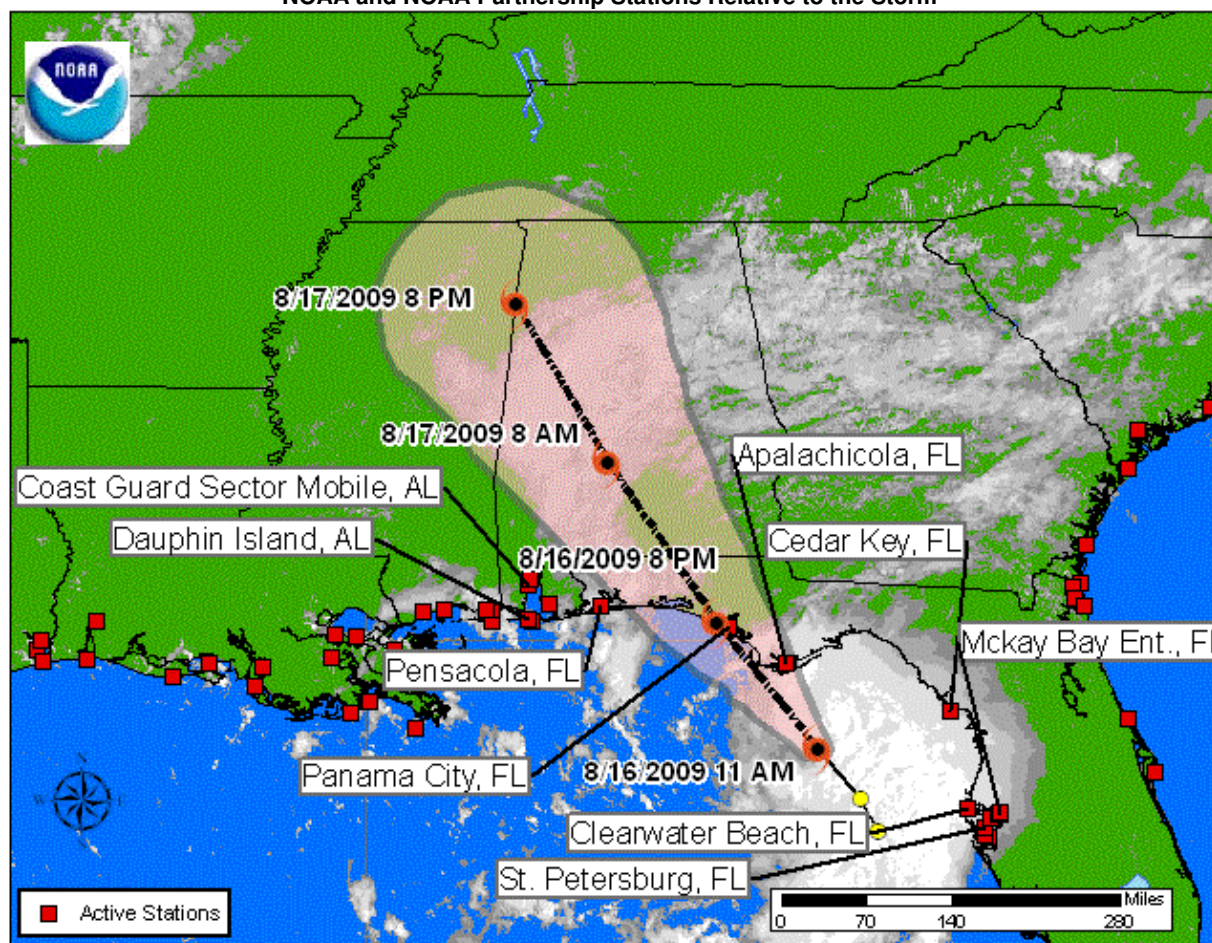 NOAA and NOAA Partnership Stations Relative to the Storm
NOAA
8/17/2009 8 PM
8/17/2009 8 AM
Apalachicola, FL
Coast Guard Sector Mobile, AL
Dauphin Island, AL
Cedar Key, FL
8/16/2009 8 PM
Mckay Bay Ent., FL
Pensacola, FL
Panama City, FL
8/16/2009 11 AM
Clearwater Beach, FL
St. Petersburg, FL
Active Stations
Miles
0 70 140 280
N
W E
S